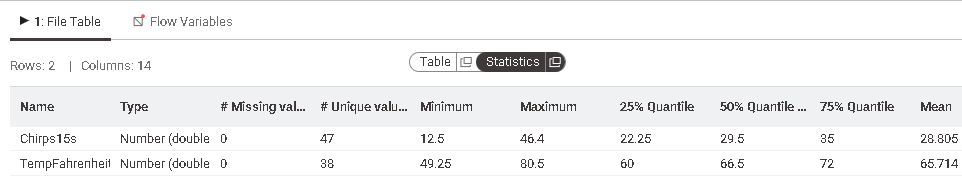 1: File Table Flow Variables
Rows: 2 | Columns: 14 Table Statistics
Name Type # Missing val... # Unique valu... Minimum Maximum 25% Quantile 50% Quantile ... 75% Quantile Mean
Chirps15s Number (double 0 47 12.5 46.4 22.25 29.5 35 28.805
TempFahrenheit Number (double 0 38 49.25 80.5 60 66.5 72 65.714